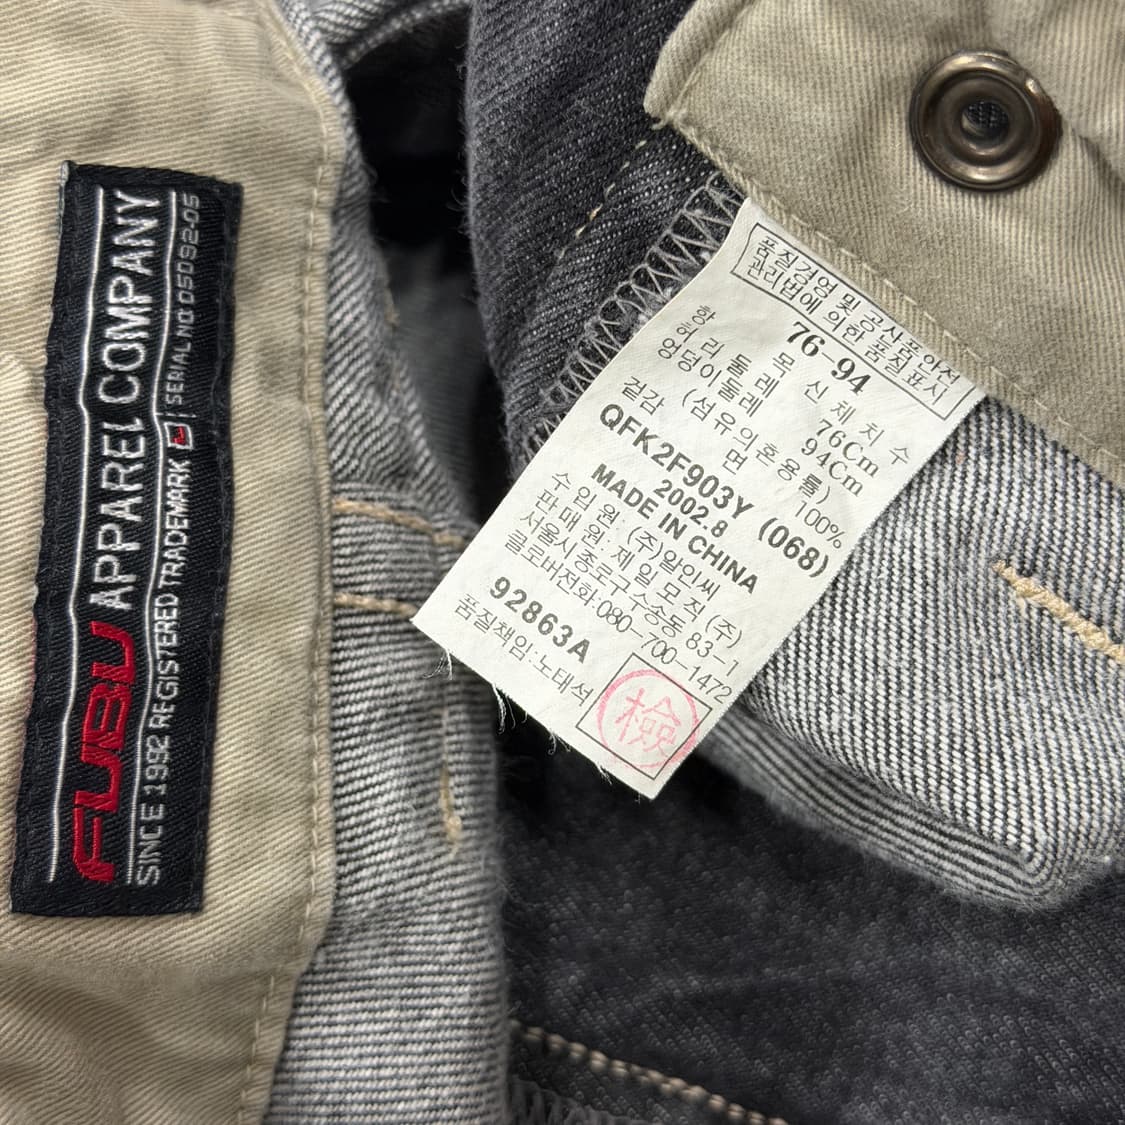 FUBU APPAREL COMPANY
SINCE 1992 REGISTERED TRADEMARK | SERIAL.NO 05092-05
품질경영 및 공산품안전
관리법에 의한 품질표시
76-94
항 목 신 체 치 수
허 리 둘 레 76Cm
엉덩이둘레 94Cm
(섬유의혼용률)
겉감 면 100%
QFK2F903Y (068)
2002.8
MADE IN CHINA
수 입 원: (주)알인씨
판 매 원: 제 일 모 직 (주)
서울시 종로구 수송동 83-1
글로버전화:080-700-1472
92863A
품질책임:노태석
檢